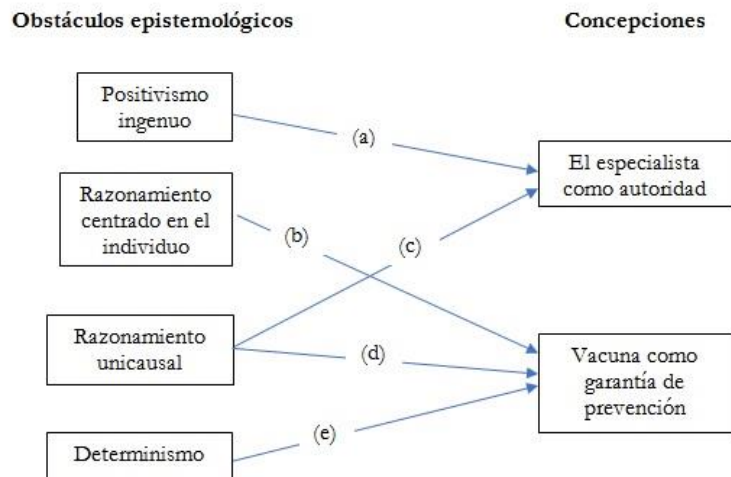 Obstáculos epistemológicos
Concepciones
Positivismo
ingenuo
(a)
El especialista
como autoridad
Razonamiento
centrado en el
individuo
(b)
(c)
Razonamiento
unicausal
(d)
Vacuna como
garantía de
prevención
Determinismo
(e)